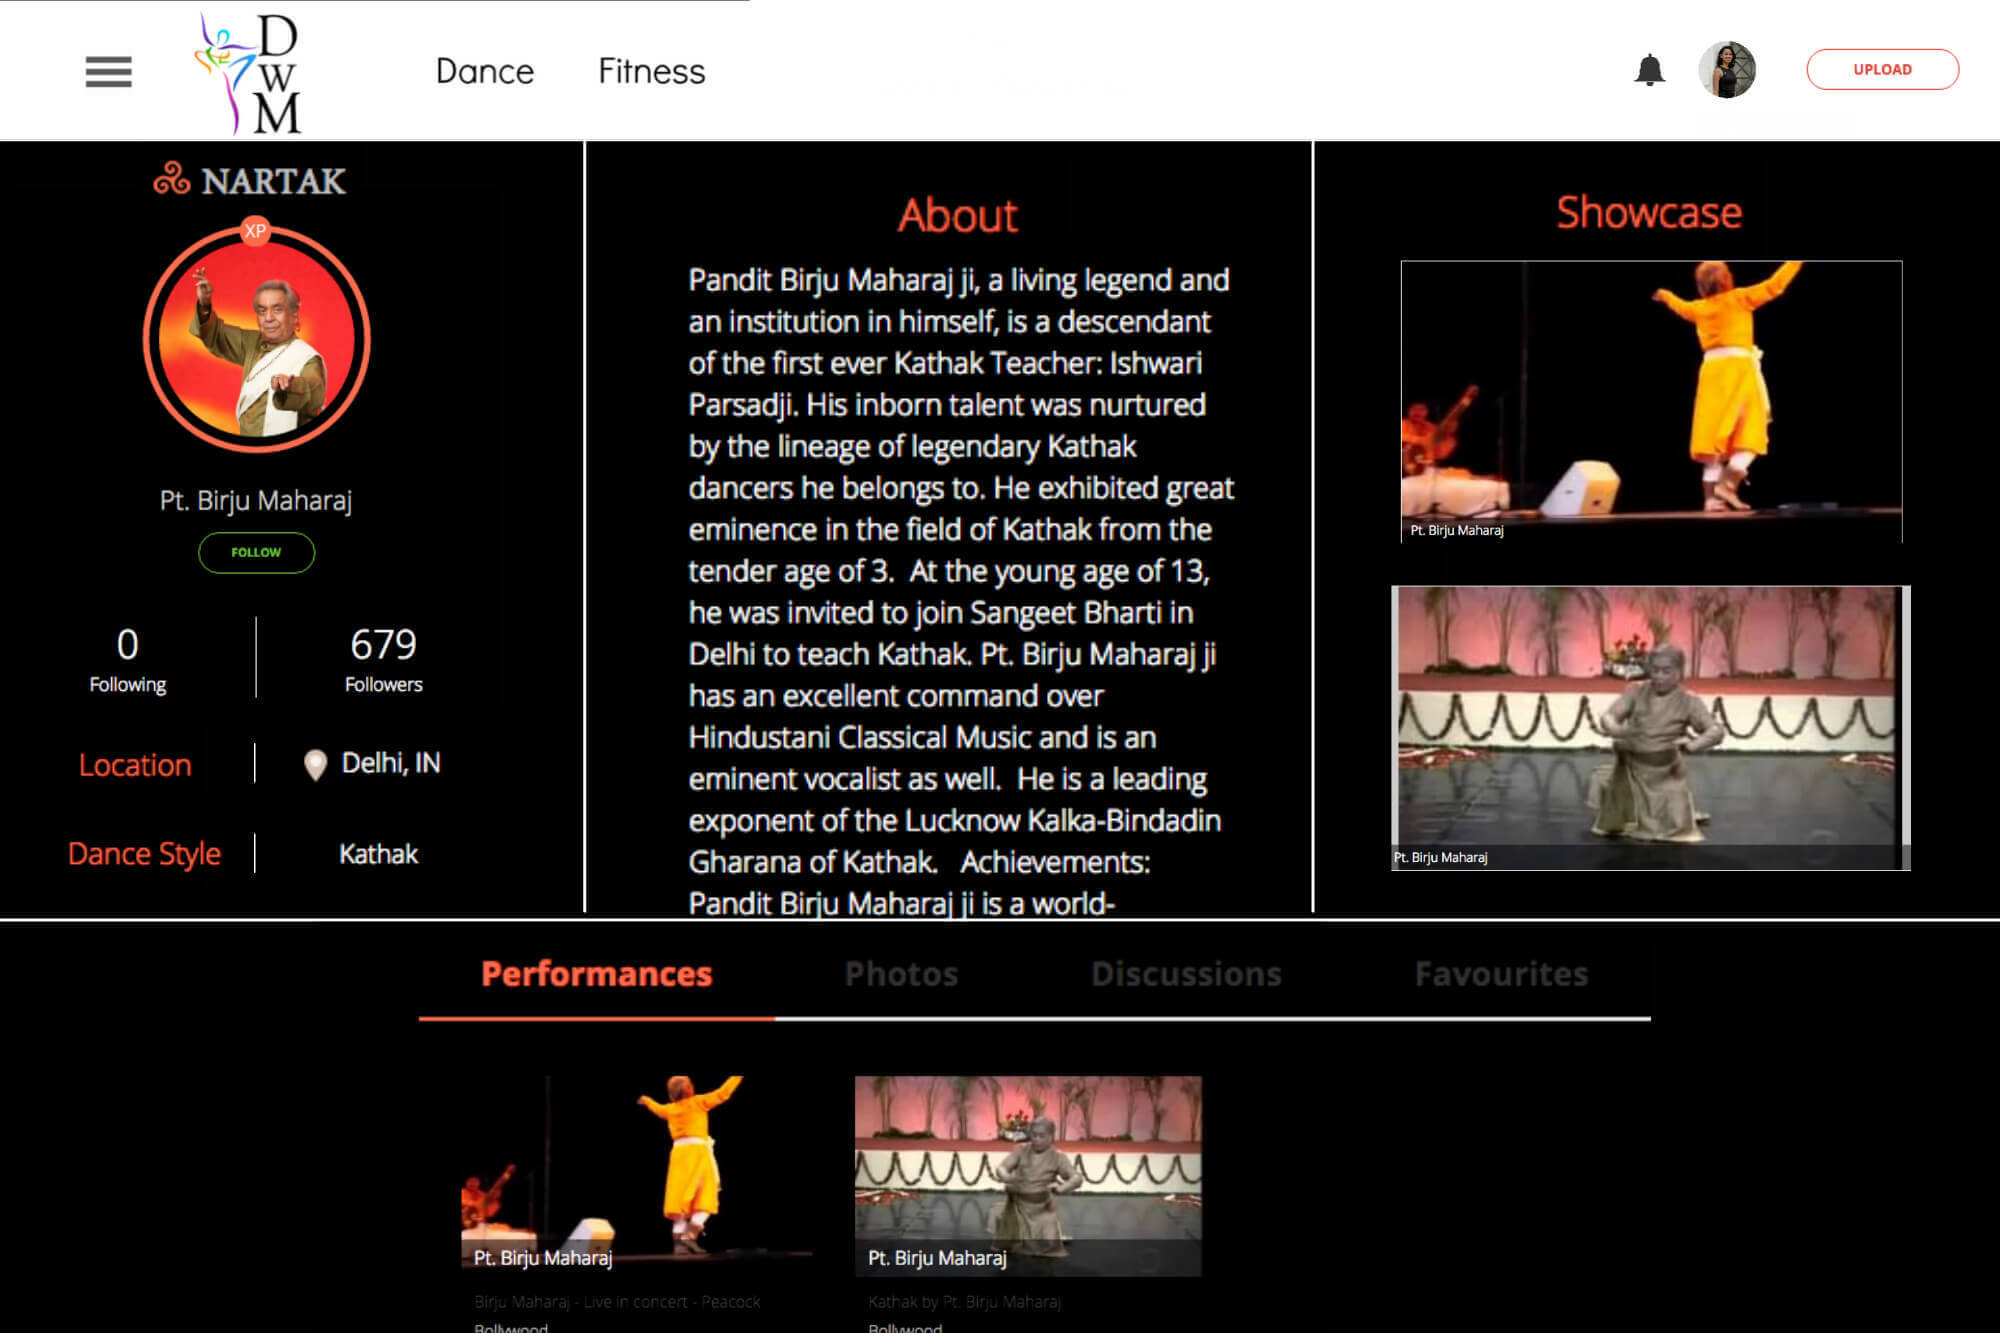 D
W
M
Dance
Fitness
UPLOAD
NARTAK
XP
Pt. Birju Maharaj
FOLLOW
0
Following
679
Followers
Location
Delhi, IN
Dance Style
Kathak
About
Pandit Birju Maharaj ji, a living legend and
an institution in himself, is a descendant
of the first ever Kathak Teacher: Ishwari
Parsadji. His inborn talent was nurtured
by the lineage of legendary Kathak
dancers he belongs to. He exhibited great
eminence in the field of Kathak from the
tender age of 3.  At the young age of 13,
he was invited to join Sangeet Bharti in
Delhi to teach Kathak. Pt. Birju Maharaj ji
has an excellent command over
Hindustani Classical Music and is an
eminent vocalist as well.  He is a leading
exponent of the Lucknow Kalka-Bindadin
Gharana of Kathak.   Achievements:
Pandit Birju Maharaj ji is a world-
Showcase
Pt. Birju Maharaj
Pt. Birju Maharaj
Performances
Photos
Discussions
Favourites
Pt. Birju Maharaj
Birju Maharaj - Live in concert - Peacock
Bollywood
Pt. Birju Maharaj
Kathak by Pt. Birju Maharaj
Bollywood